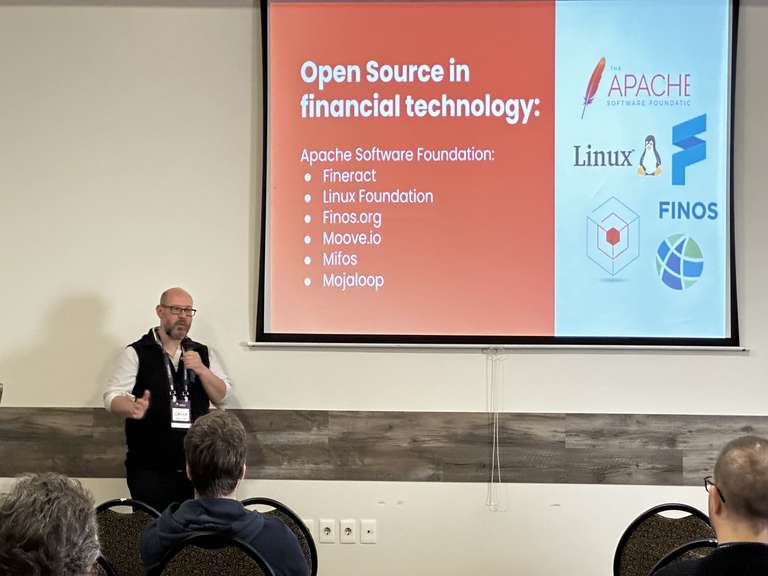 Open Source in
financial technology:
Apache Software Foundation:
● Fineract
● Linux Foundation
● Finos.org
● Moove.io
● Mifos
● Mojaloop
THE
APACHE
SOFTWARE FOUNDATIC
Linux
FINOS